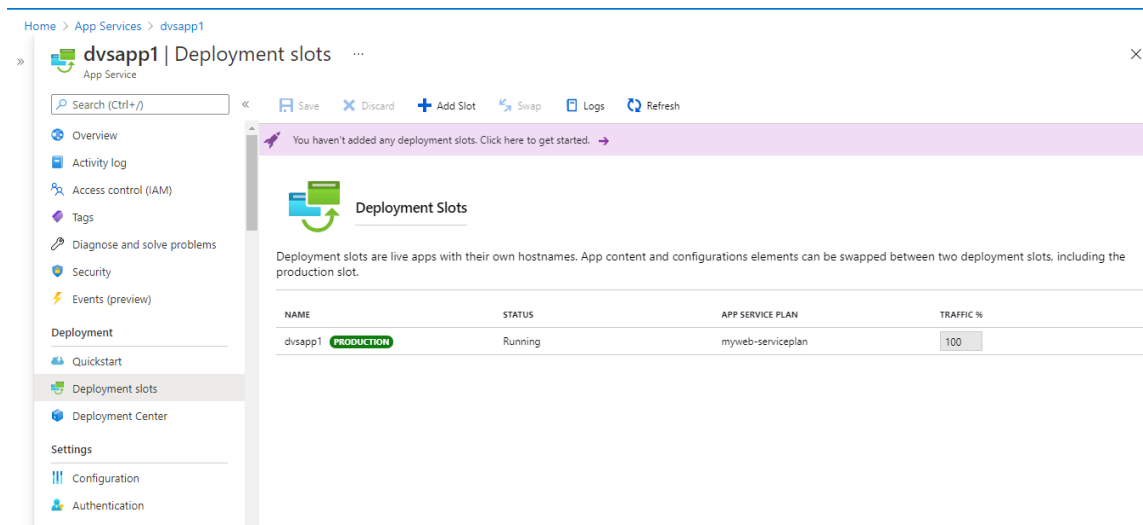 Home > App Services > dvsapp1
dvsapp1 | Deployment slots ...
App Service
Search (Ctrl+/)
Save Discard Add Slot Swap Logs Refresh
You haven't added any deployment slots. Click here to get started. →
Overview
Activity log
Access control (IAM)
Tags
Diagnose and solve problems
Security
Events (preview)
Deployment
Quickstart
Deployment slots
Deployment Center
Settings
Configuration
Authentication
Deployment Slots
Deployment slots are live apps with their own hostnames. App content and configurations elements can be swapped between two deployment slots, including the
production slot.
NAME STATUS APP SERVICE PLAN TRAFFIC %
dvsapp1 PRODUCTION Running myweb-serviceplan 100